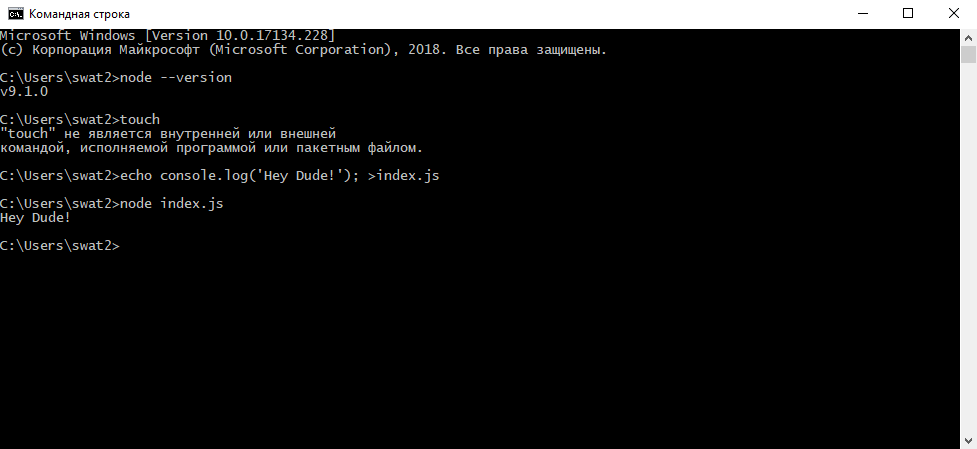 Командная строка
Microsoft Windows [Version 10.0.17134.228]
(c) Корпорация Майкрософт (Microsoft Corporation), 2018. Все права защищены.
C:\Users\swat2>node --version
v9.1.0
C:\Users\swat2>touch
"touch" не является внутренней или внешней
командой, исполняемой программой или пакетным файлом.
C:\Users\swat2>echo console.log('Hey Dude!'); >index.js
C:\Users\swat2>node index.js
Hey Dude!
C:\Users\swat2>